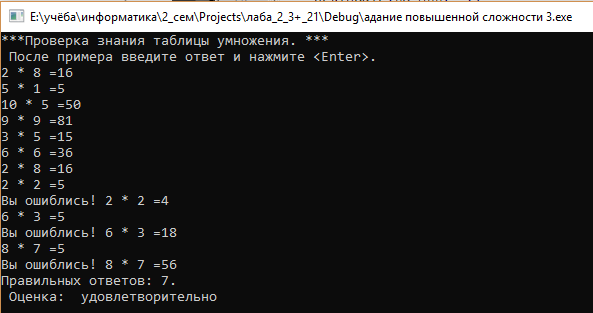 E:\учёба\информатика\2_сем\Projects\лаба_2_3+_21\Debug\адание повышенной сложности 3.exe
***Проверка знания таблицы умножения. ***
После примера введите ответ и нажмите <Enter>.
2 * 8 =16
5 * 1 =5
10 * 5 =50
9 * 9 =81
3 * 5 =15
6 * 6 =36
2 * 8 =16
2 * 2 =5
Вы ошиблись! 2 * 2 =4
6 * 3 =5
Вы ошиблись! 6 * 3 =18
8 * 7 =5
Вы ошиблись! 8 * 7 =56
Правильных ответов: 7.
Оценка:  удовлетворительно